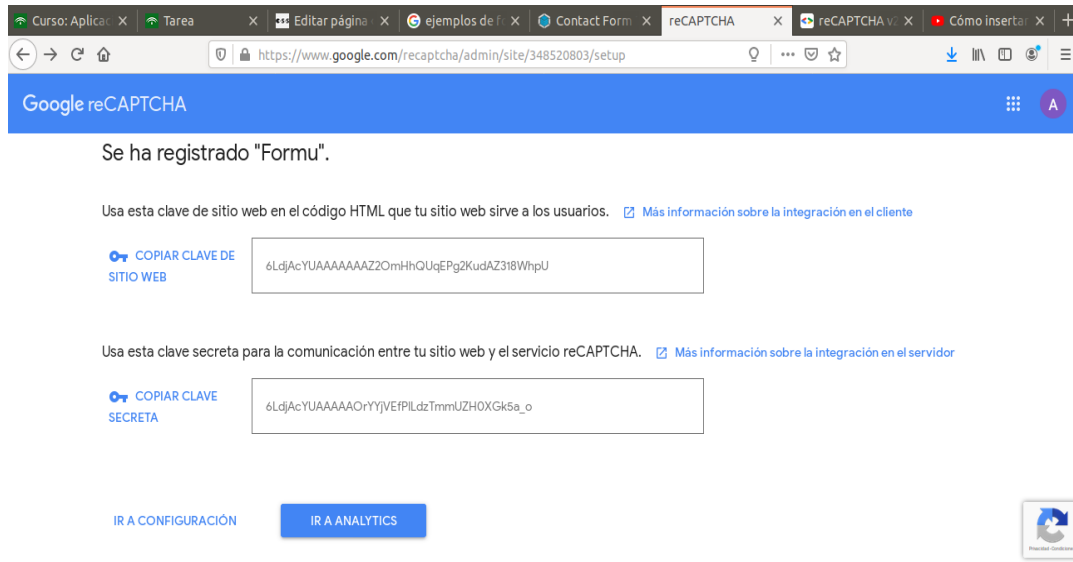 Curso: Aplicac
Tarea
Editar página
ejemplos de f
Contact Form
reCAPTCHA
reCAPTCHA v2
Cómo insertar
https://www.google.com/recaptcha/admin/site/348520803/setup
Google reCAPTCHA
A
Se ha registrado "Formu".
Usa esta clave de sitio web en el código HTML que tu sitio web sirve a los usuarios. Más información sobre la integración en el cliente
COPIAR CLAVE DE
SITIO WEB
6LdjAcYUAAAAAAAZ2OmHhQUqEPg2KudAZ318WhpU
Usa esta clave secreta para la comunicación entre tu sitio web y el servicio reCAPTCHA. Más información sobre la integración en el servidor
COPIAR CLAVE
SECRETA
6LdjAcYUAAAAAOrYYjVEfPlLdzTmmUZH0XGk5a_o
IR A CONFIGURACIÓN
IR A ANALYTICS